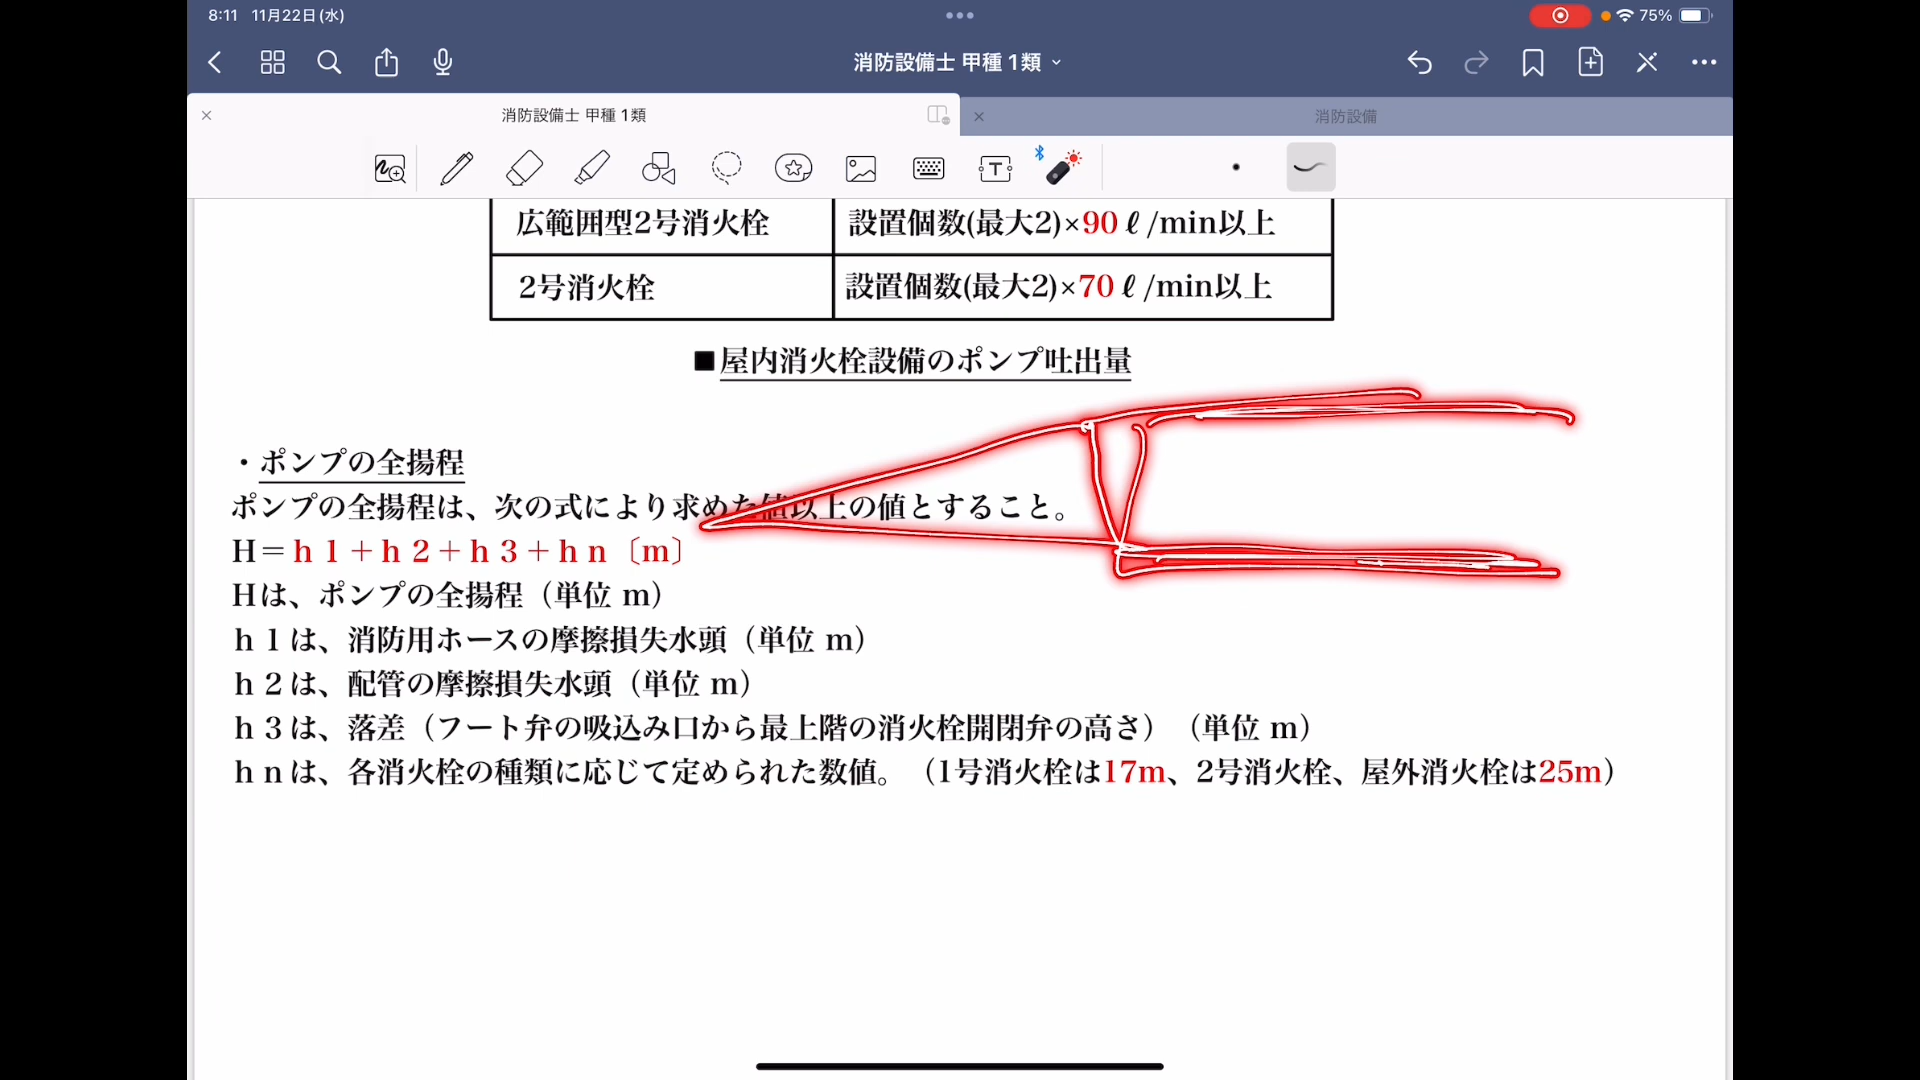 8:11 11月22日(水)
75%
消防設備士 甲種 1類
消防設備士 甲種 1類
消防設備
広範囲型2号消火栓 設置個数(最大2)×90ℓ/min以上
2号消火栓 設置個数(最大2)×70ℓ/min以上
■屋内消火栓設備のポンプ吐出量
・ポンプの全揚程
ポンプの全揚程は、次の式により求めた値以上の値とすること。
H=h1+h2+h3+hn〔m〕
Hは、ポンプの全揚程（単位 m）
h1は、消防用ホースの摩擦損失水頭（単位 m）
h2は、配管の摩擦損失水頭（単位 m）
h3は、落差（フート弁の吸込み口から最上階の消火栓開閉弁の高さ）（単位 m）
hnは、各消火栓の種類に応じて定められた数値。（1号消火栓は17m、2号消火栓、屋外消火栓は25m）